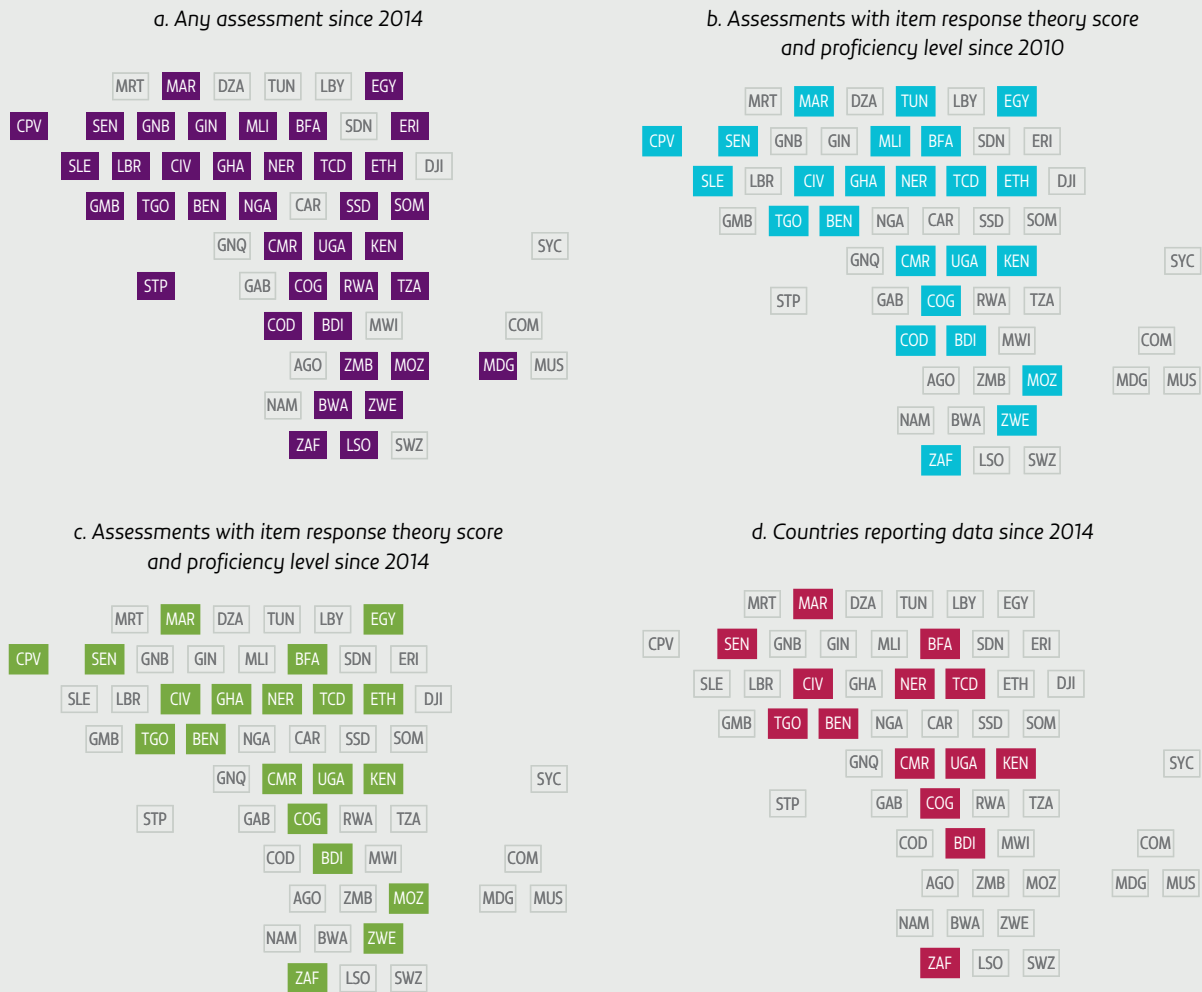 a. Any assessment since 2014
MRT MAR DZA TUN LBY EGY
CPV SEN GNB GIN MLI BFA SDN ERI
SLE LBR CIV GHA NER TCD ETH DJI
GMB TGO BEN NGA CAR SSD SOM
GNQ CMR UGA KEN SYC
STP GAB COG RWA TZA
COD BDI MWI COM
AGO ZMB MOZ MDG MUS
NAM BWA ZWE
ZAF LSO SWZ
b. Assessments with item response theory score
and proficiency level since 2010
MRT MAR DZA TUN LBY EGY
CPV SEN GNB GIN MLI BFA SDN ERI
SLE LBR CIV GHA NER TCD ETH DJI
GMB TGO BEN NGA CAR SSD SOM
GNQ CMR UGA KEN SYC
STP GAB COG RWA TZA
COD BDI MWI COM
AGO ZMB MOZ MDG MUS
NAM BWA ZWE
ZAF LSO SWZ
c. Assessments with item response theory score
and proficiency level since 2014
MRT MAR DZA TUN LBY EGY
CPV SEN GNB GIN MLI BFA SDN ERI
SLE LBR CIV GHA NER TCD ETH DJI
GMB TGO BEN NGA CAR SSD SOM
GNQ CMR UGA KEN SYC
STP GAB COG RWA TZA
COD BDI MWI COM
AGO ZMB MOZ MDG MUS
NAM BWA ZWE
ZAF LSO SWZ
d. Countries reporting data since 2014
MRT MAR DZA TUN LBY EGY
CPV SEN GNB GIN MLI BFA SDN ERI
SLE LBR CIV GHA NER TCD ETH DJI
GMB TGO BEN NGA CAR SSD SOM
GNQ CMR UGA KEN SYC
STP GAB COG RWA TZA
COD BDI MWI COM
AGO ZMB MOZ MDG MUS
NAM BWA ZWE
ZAF LSO SWZ